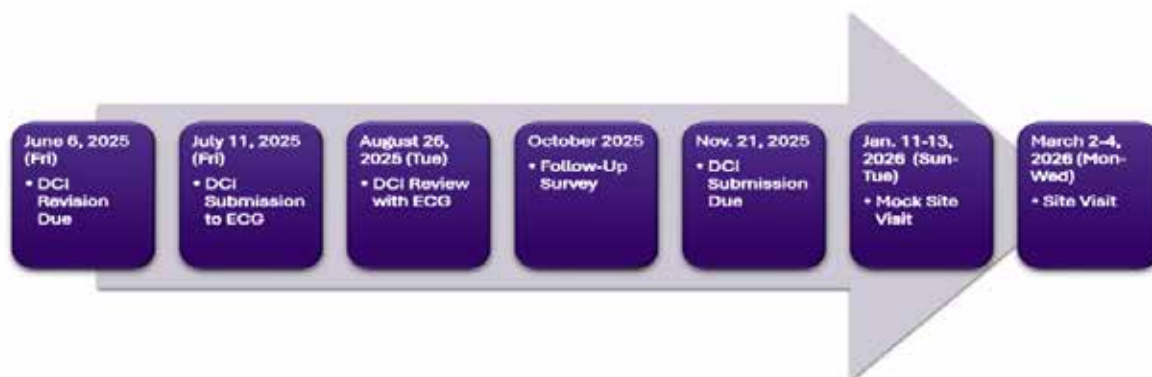 June 6, 2025
(Fri)
• DCI
Revision
Due
July 11, 2025
(Fri)
• DCI
Submission
to ECG
August 26,
2025 (Tue)
• DCI Review
with ECG
October 2025
• Follow-Up
Survey
Nov. 21, 2025
• DCI
Submission
Due
Jan. 11-13,
2026 (Sun-
Tue)
• Mock Site
Visit
March 2-4,
2026 (Mon-
Wed)
• Site Visit